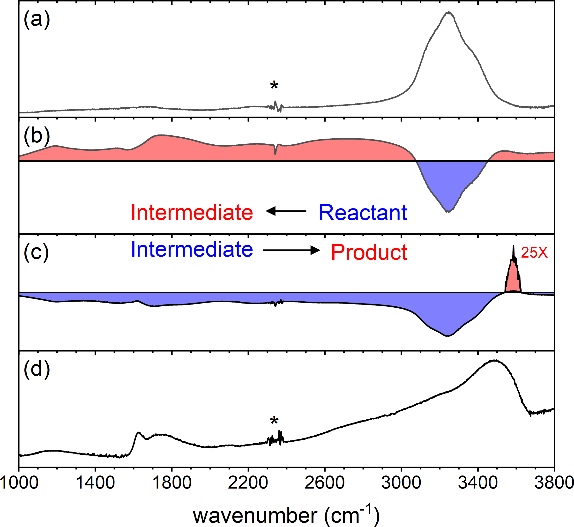 (a)
*
(b)
Intermediate ← Reactant
Intermediate → Product
(c)
25X
(d)
*
1000 1400 1800 2200 2600 3000 3400 3800
wavenumber (cm⁻¹)